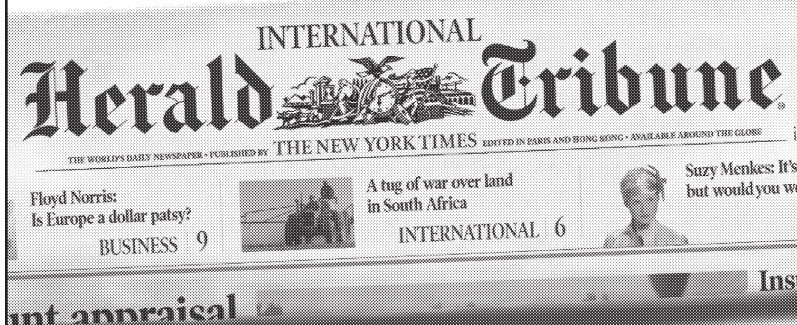 INTERNATIONAL
Herald Tribune
THE WORLD'S DAILY NEWSPAPER • PUBLISHED BY THE NEW YORK TIMES EDITED IN PARIS AND HONG KONG • AVAILABLE AROUND THE GLOBE
Floyd Norris:
Is Europe a dollar patsy?
BUSINESS 9
A tug of war over land
in South Africa
INTERNATIONAL 6
Suzy Menkes: It's
but would you we
unt appraisal
Ins